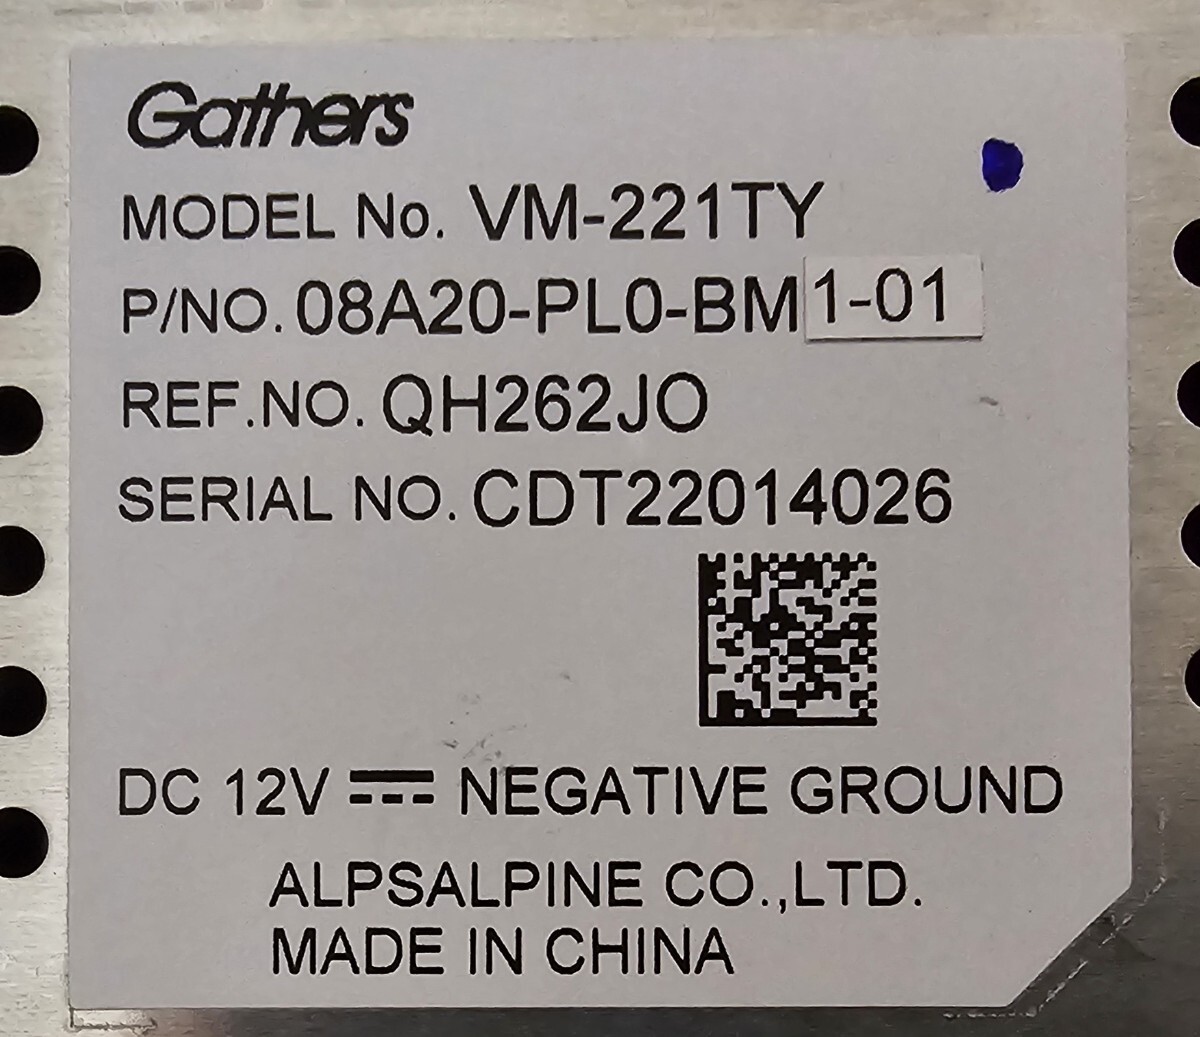 Gathers
MODEL No. VM-221TY
P/NO. 08A20-PL0-BM1-01
REF.NO. QH262JO
SERIAL NO. CDT22014026
DC 12V ⎓ NEGATIVE GROUND
ALPSALPINE CO.,LTD.
MADE IN CHINA